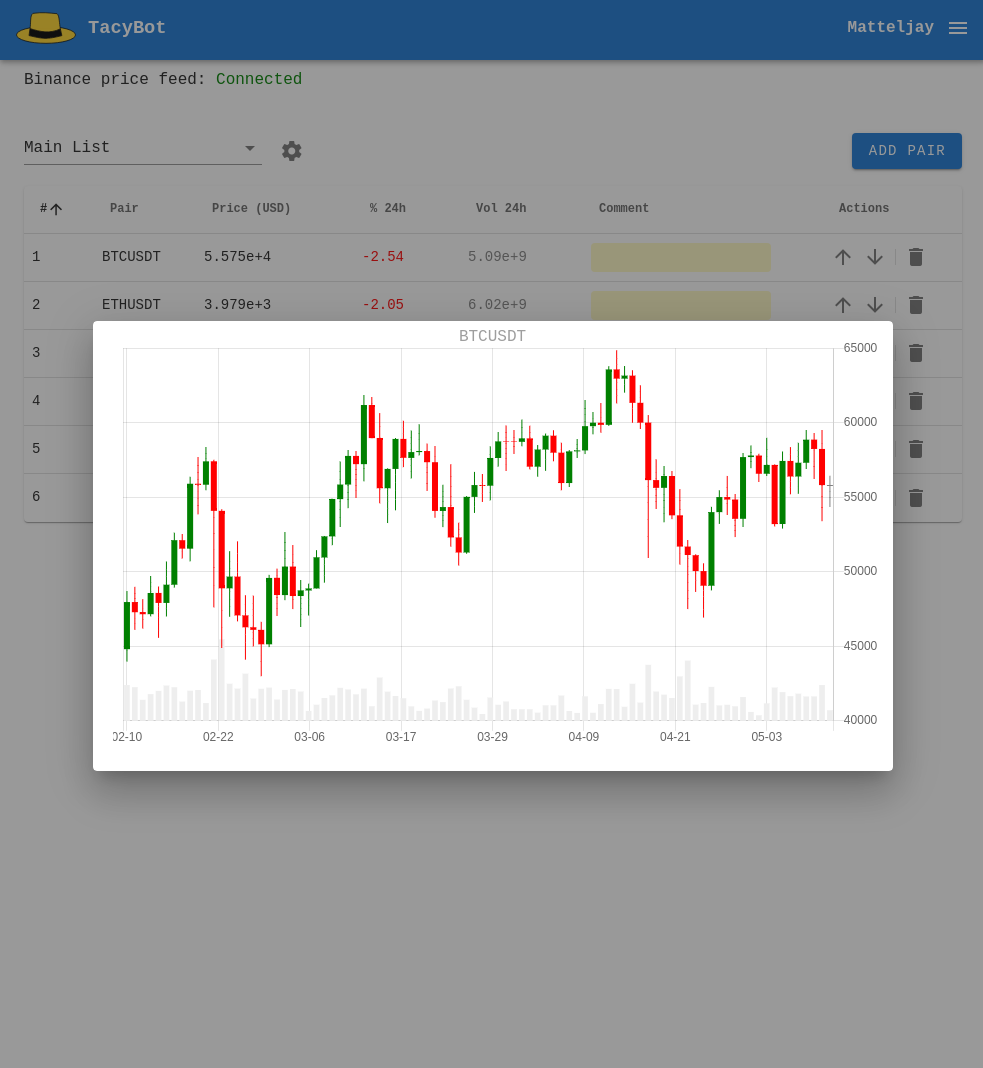 TacyBot
Matteljay
Binance price feed: Connected
Main List
ADD PAIR
# Pair Price (USD) % 24h Vol 24h Comment Actions
1 BTCUSDT 5.575e+4 -2.54 5.09e+9
2 ETHUSDT 3.979e+3 -2.05 6.02e+9
3
4
5
6
BTCUSDT
65000
60000
55000
50000
45000
40000
02-10 02-22 03-06 03-17 03-29 04-09 04-21 05-03